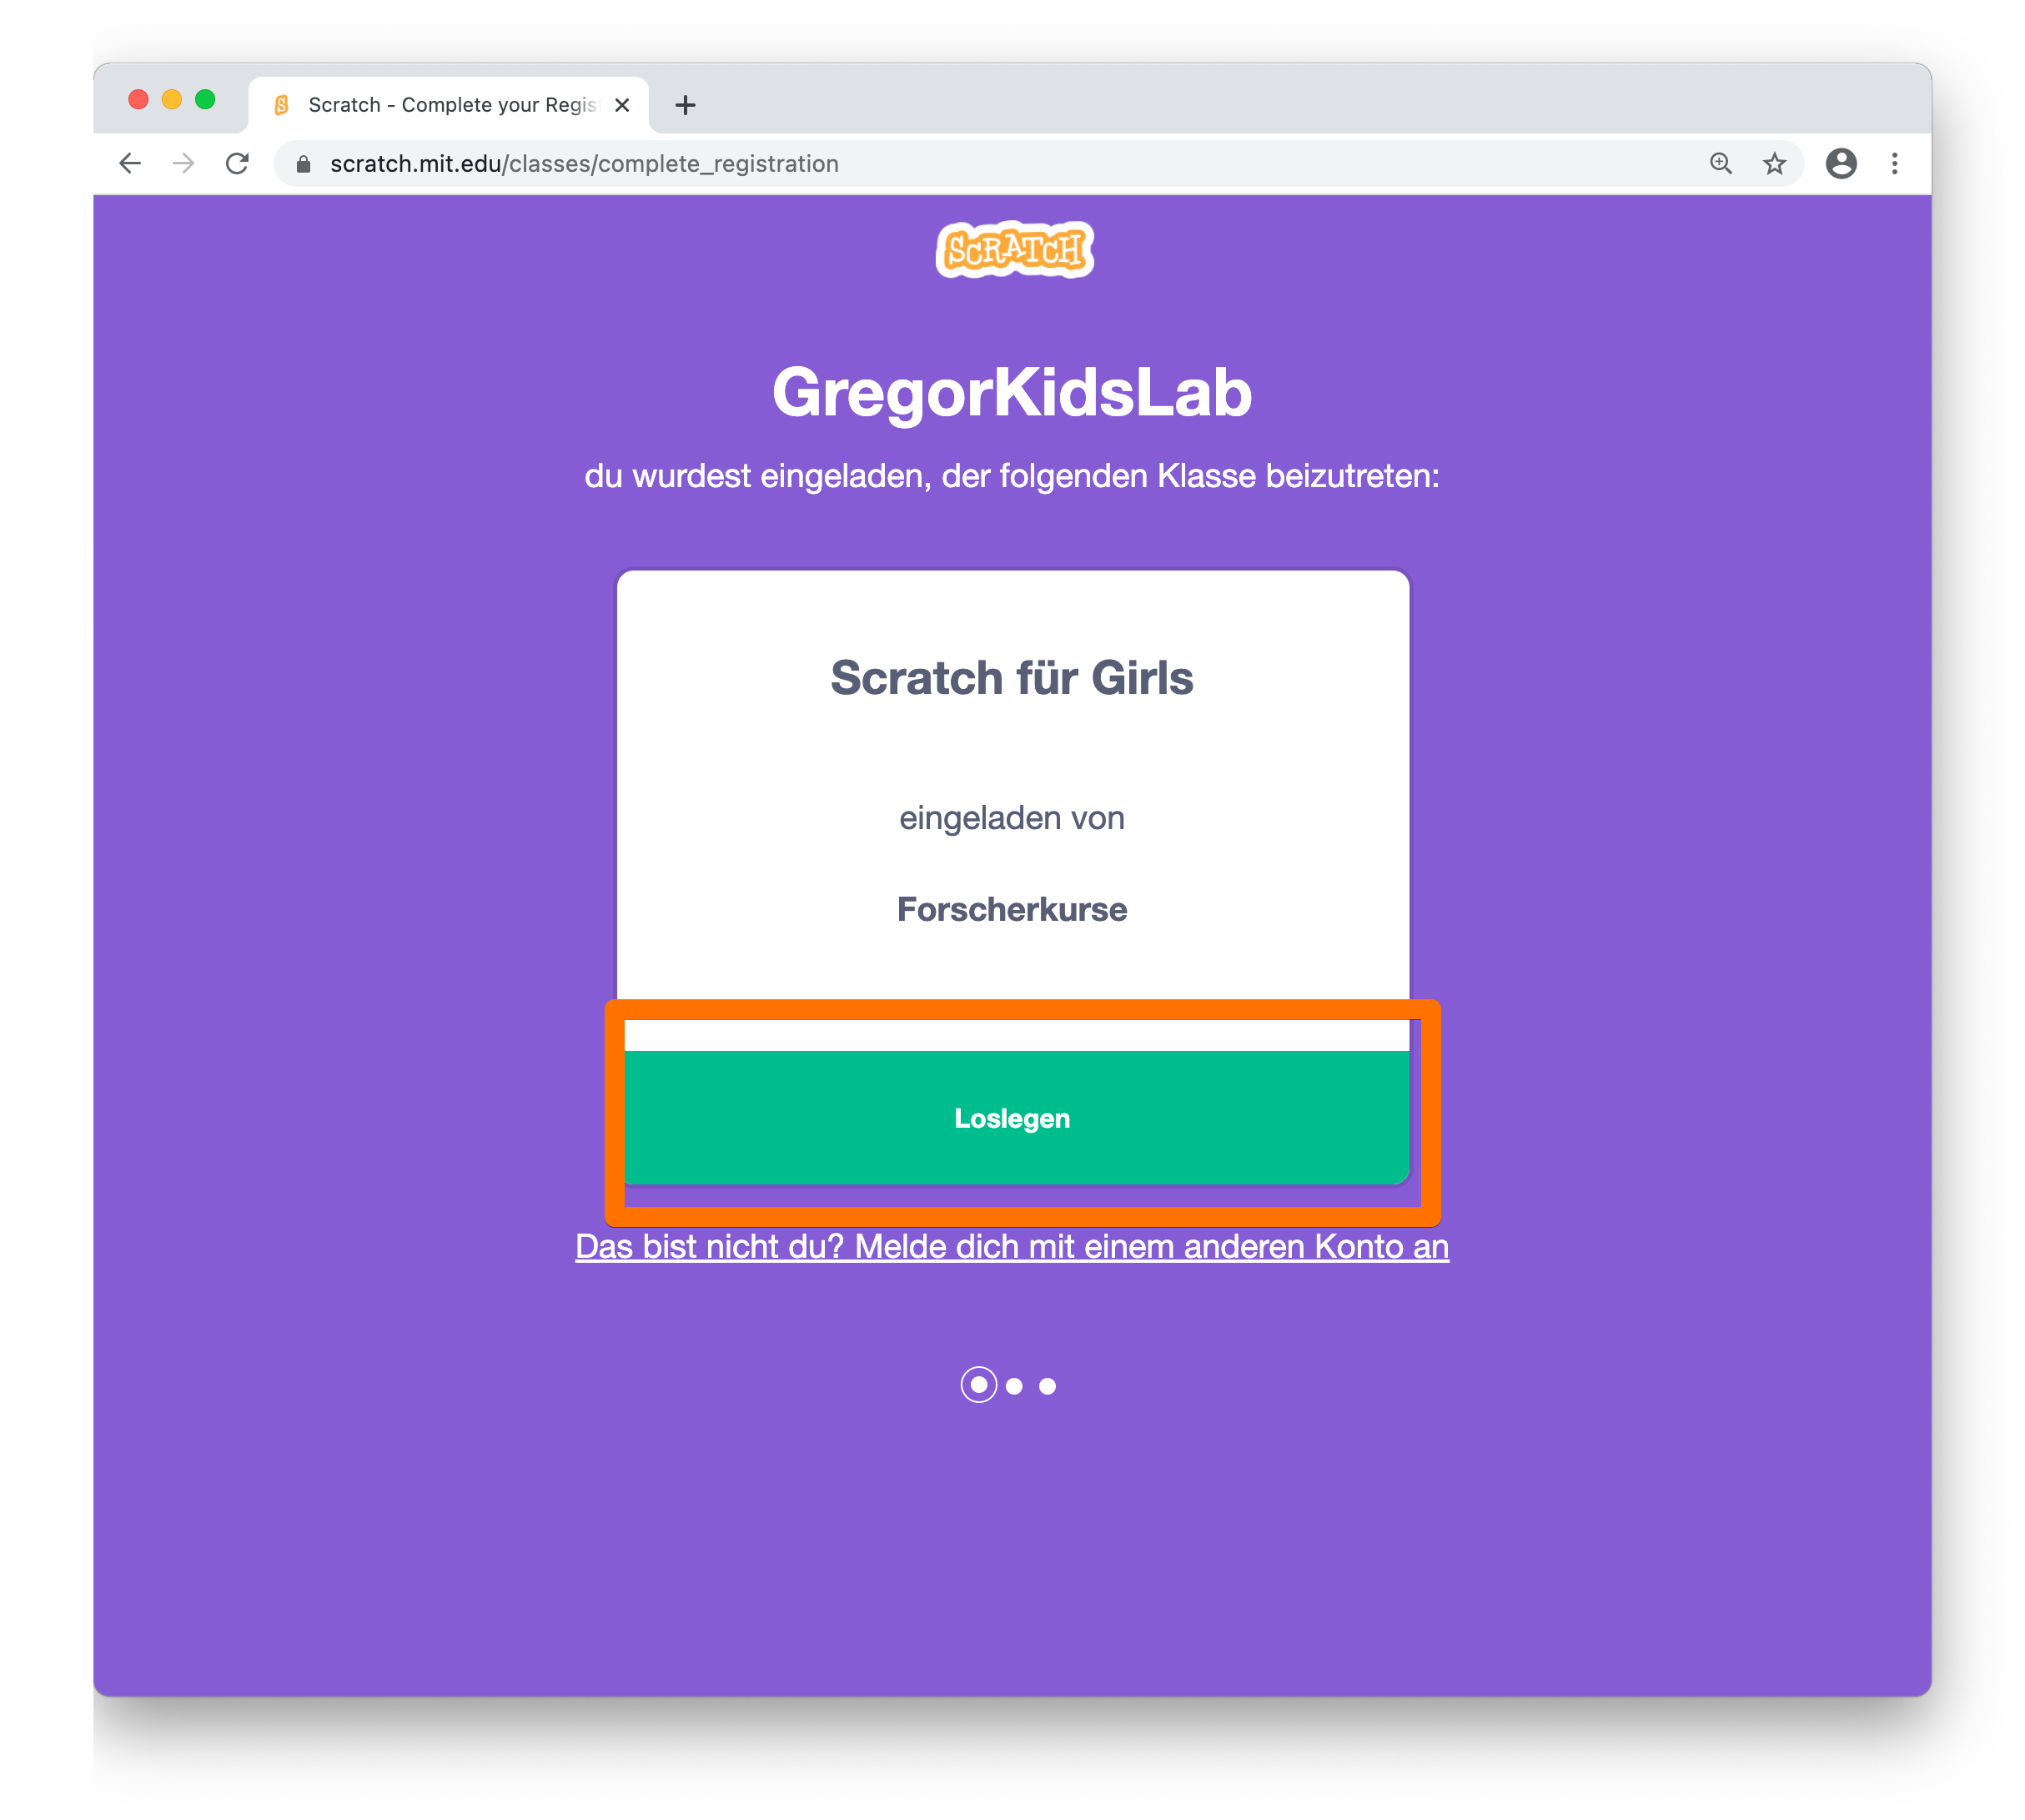 Scratch - Complete your Regis
scratch.mit.edu/classes/complete_registration
SCRATCH
GregorKidsLab
du wurdest eingeladen, der folgenden Klasse beizutreten:
Scratch für Girls
eingeladen von
Forscherkurse
Loslegen
Das bist nicht du? Melde dich mit einem anderen Konto an